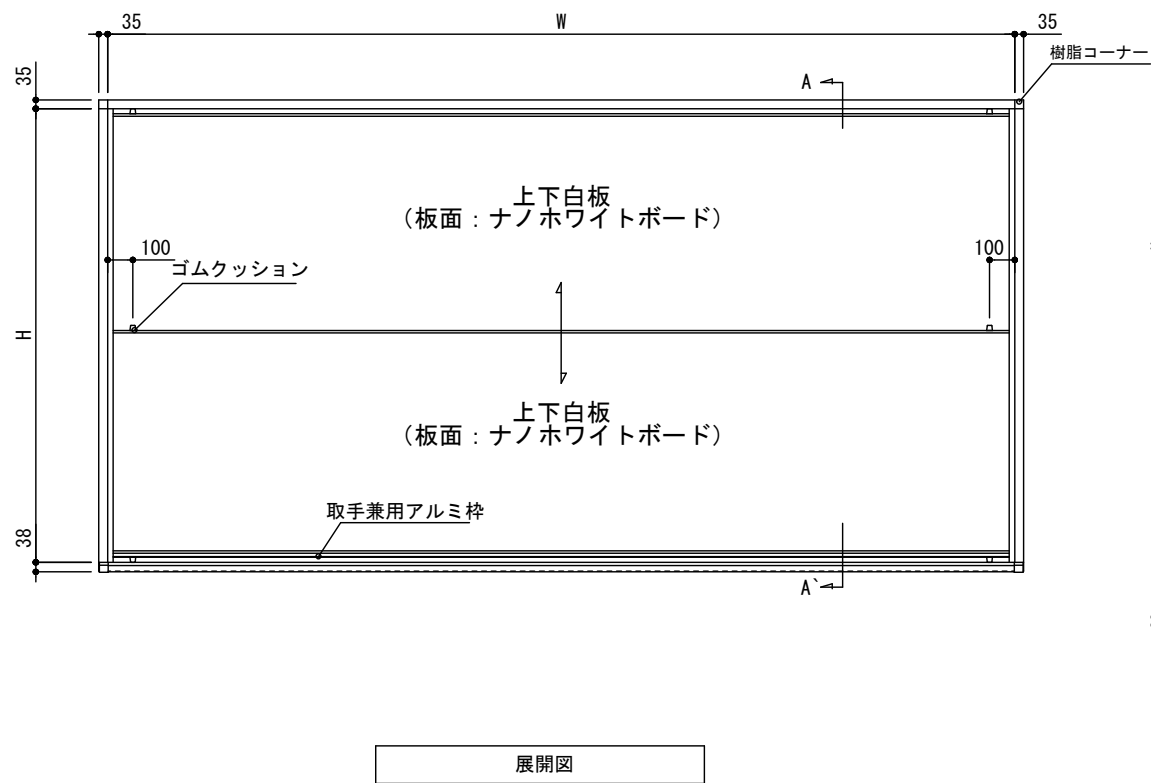 35
W
35
樹脂コーナー
35
A
上下白板
(板面:ナノホワイトボード)
100
100
ゴムクッション
H
上下白板
(板面:ナノホワイトボード)
取手兼用アルミ枠
38
A`
展開図